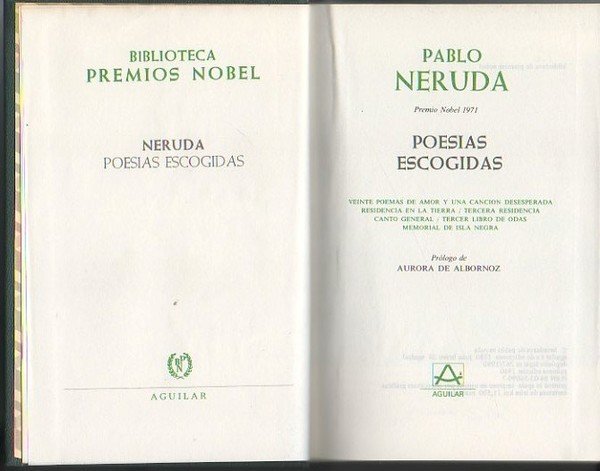 BIBLIOTECA
PREMIOS NOBEL
NERUDA
POESIAS ESCOGIDAS
AGUILAR
PABLO
NERUDA
Premio Nobel 1971
POESIAS
ESCOGIDAS
VEINTE POEMAS DE AMOR Y UNA CANCION DESESPERADA
RESIDENCIA EN LA TIERRA / TERCERA RESIDENCIA
CANTO GENERAL / TERCER LIBRO DE ODAS
MEMORIAL DE ISLA NEGRA
Prólogo de
AURORA DE ALBORNOZ
AGUILAR